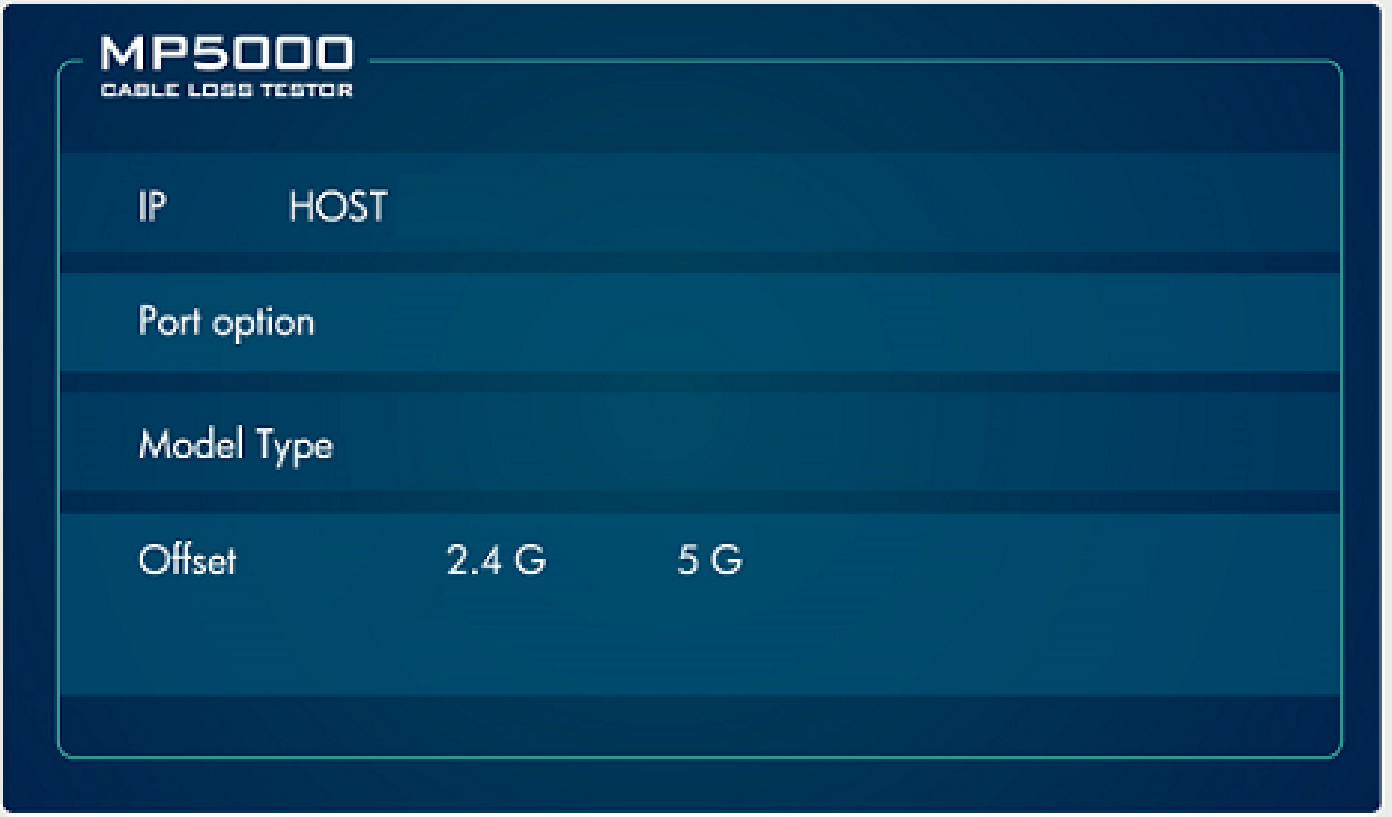 MP5000
CABLE LOSS TESTOR
IP HOST
Port option
Model Type
Offset 2.4 G 5 G